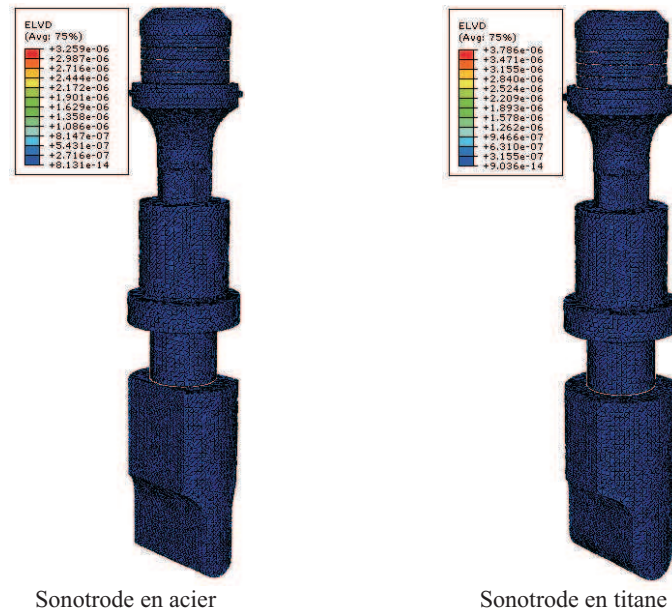 ELVD
(Avg: 75%)
+3.259e-06
+2.987e-06
+2.716e-06
+2.444e-06
+2.172e-06
+1.901e-06
+1.629e-06
+1.358e-06
+1.086e-06
+8.147e-07
+5.431e-07
+2.716e-07
+8.131e-14
ELVD
(Avg: 75%)
+3.786e-06
+3.471e-06
+3.155e-06
+2.840e-06
+2.524e-06
+2.209e-06
+1.893e-06
+1.578e-06
+1.262e-06
+9.466e-07
+6.310e-07
+3.155e-07
+9.036e-14
Sonotrode en acier
Sonotrode en titane